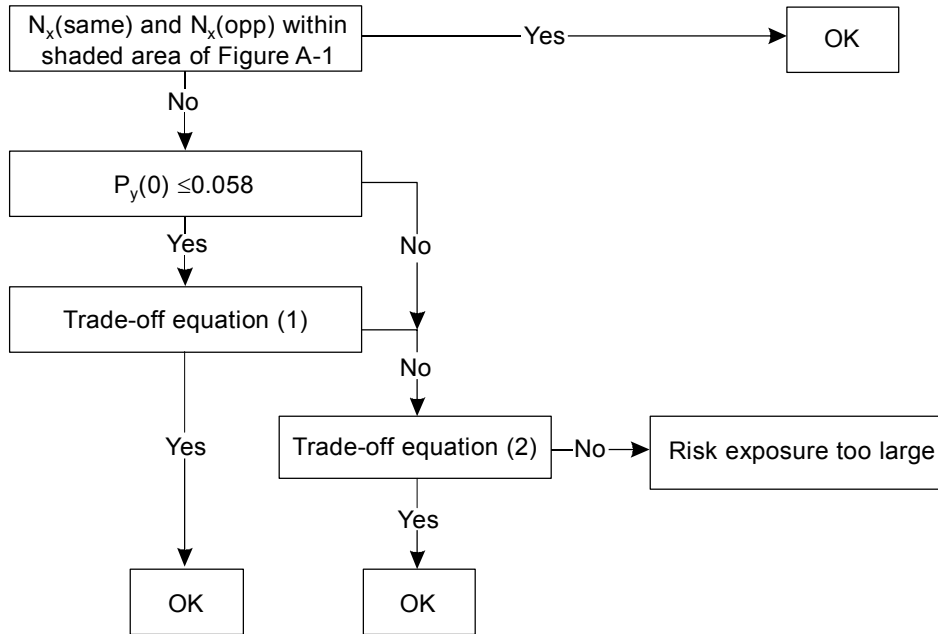 Nₓ(same) and Nₓ(opp) within
shaded area of Figure A-1
Yes
OK
No
Pᵧ(0) ≤0.058
No
Yes
Trade-off equation (1)
No
Yes
Trade-off equation (2)
No
Risk exposure too large
Yes
OK
OK